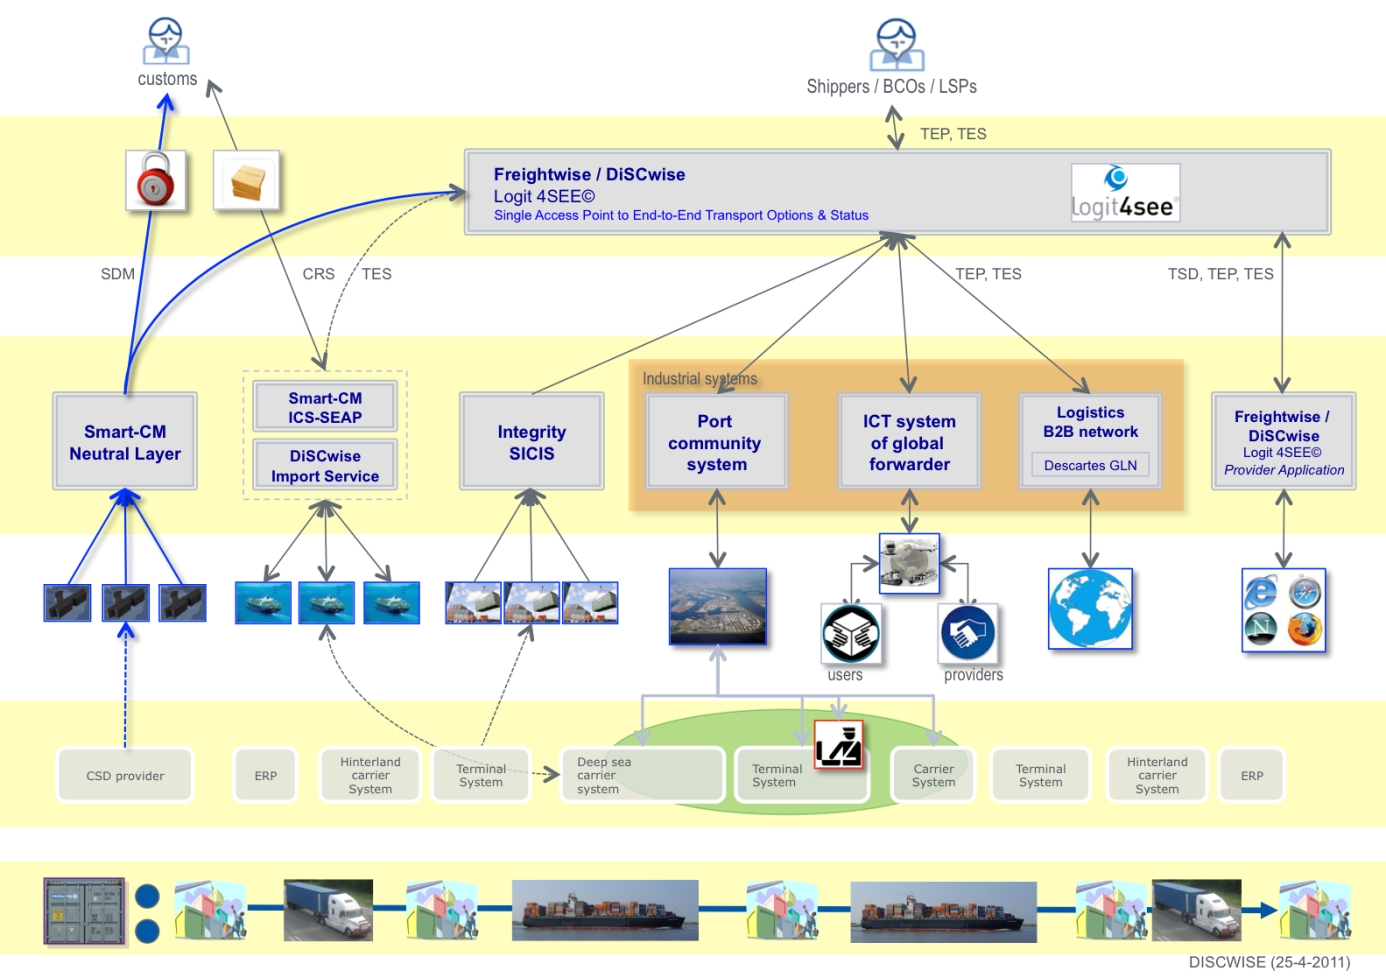 customs
Shippers / BCOs / LSPs
TEP, TES
Freightwise / DiSCwise
Logit 4SEE©
Single Access Point to End-to-End Transport Options & Status
logit4see
SDM
CRS
TES
TEP, TES
TSD, TEP, TES
Industrial systems
Smart-CM
Neutral Layer
Smart-CM
ICS-SEAP
DiSCwise
Import Service
Integrity
SICIS
Port
community
system
ICT system
of global
forwarder
Logistics
B2B network
Descartes GLN
Freightwise /
DiSCwise
Logit 4SEE©
Provider Application
N
users
providers
CSD provider
ERP
Hinterland
carrier
System
Terminal
System
Deep sea
carrier
system
Terminal
System
Carrier
System
Terminal
System
Hinterland
carrier
System
ERP
DISCWISE (25-4-2011)